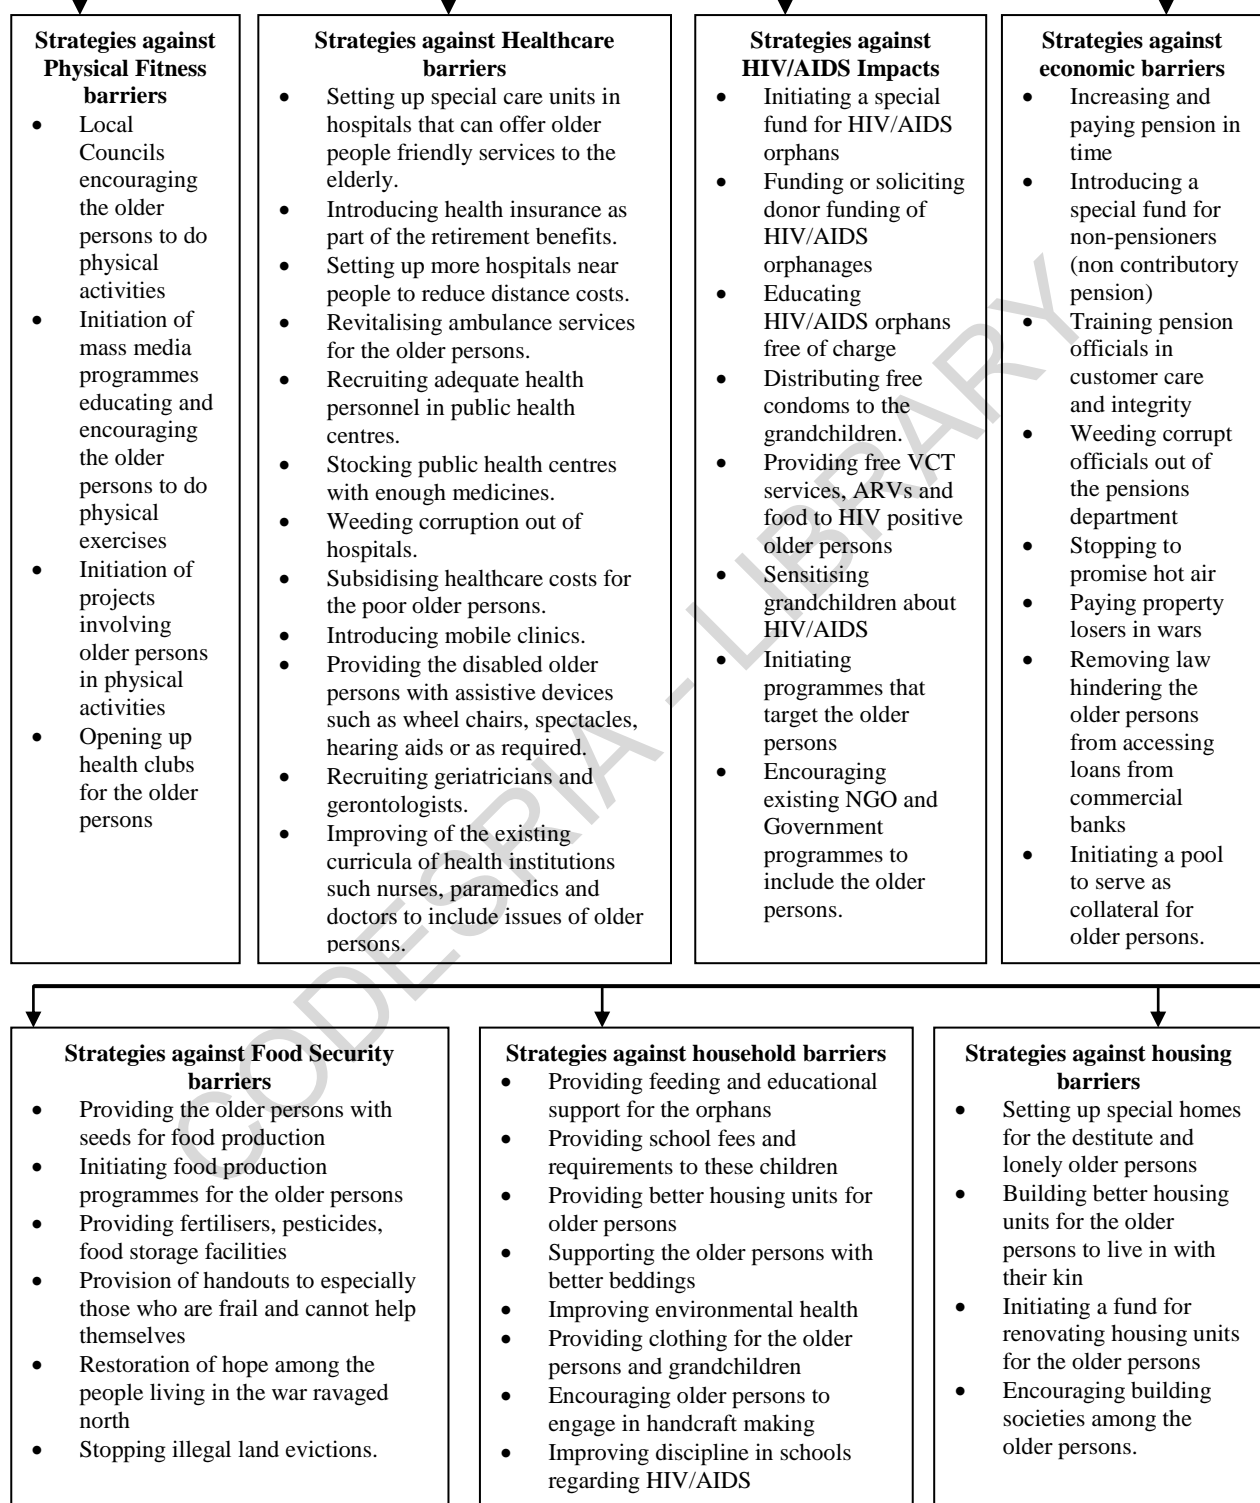 Strategies against
Physical Fitness
barriers
• Local
Councils
encouraging
the older
persons to do
physical
activities
• Initiation of
mass media
programmes
educating and
encouraging
the older
persons to do
physical
exercises
• Initiation of
projects
involving
older persons
in physical
activities
• Opening up
health clubs
for the older
persons
Strategies against Healthcare
barriers
• Setting up special care units in
hospitals that can offer older
people friendly services to the
elderly.
• Introducing health insurance as
part of the retirement benefits.
• Setting up more hospitals near
people to reduce distance costs.
• Revitalising ambulance services
for the older persons.
• Recruiting adequate health
personnel in public health
centres.
• Stocking public health centres
with enough medicines.
• Weeding corruption out of
hospitals.
• Subsidising healthcare costs for
the poor older persons.
• Introducing mobile clinics.
• Providing the disabled older
persons with assistive devices
such as wheel chairs, spectacles,
hearing aids or as required.
• Recruiting geriatricians and
gerontologists.
• Improving of the existing
curricula of health institutions
such nurses, paramedics and
doctors to include issues of older
persons.
Strategies against
HIV/AIDS Impacts
• Initiating a special
fund for HIV/AIDS
orphans
• Funding or soliciting
donor funding of
HIV/AIDS
orphanages
• Educating
HIV/AIDS orphans
free of charge
• Distributing free
condoms to the
grandchildren.
• Providing free VCT
services, ARVs and
food to HIV positive
older persons
• Sensitising
grandchildren about
HIV/AIDS
• Initiating
programmes that
target the older
persons
• Encouraging
existing NGO and
Government
programmes to
include the older
persons.
Strategies against
economic barriers
• Increasing and
paying pension in
time
• Introducing a
special fund for
non-pensioners
(non contributory
pension)
• Training pension
officials in
customer care
and integrity
• Weeding corrupt
officials out of
the pensions
department
• Stopping to
promise hot air
• Paying property
losers in wars
• Removing law
hindering the
older persons
from accessing
loans from
commercial
banks
• Initiating a pool
to serve as
collateral for
older persons.
Strategies against Food Security
barriers
• Providing the older persons with
seeds for food production
• Initiating food production
programmes for the older persons
• Providing fertilisers, pesticides,
food storage facilities
• Provision of handouts to especially
those who are frail and cannot help
themselves
• Restoration of hope among the
people living in the war ravaged
north
• Stopping illegal land evictions.
Strategies against household barriers
• Providing feeding and educational
support for the orphans
• Providing school fees and
requirements to these children
• Providing better housing units for
older persons
• Supporting the older persons with
better beddings
• Improving environmental health
• Providing clothing for the older
persons and grandchildren
• Encouraging older persons to
engage in handcraft making
• Improving discipline in schools
regarding HIV/AIDS
Strategies against housing
barriers
• Setting up special homes
for the destitute and
lonely older persons
• Building better housing
units for the older
persons to live in with
their kin
• Initiating a fund for
renovating housing units
for the older persons
• Encouraging building
societies among the
older persons.
CODESRIA - LIBRARY